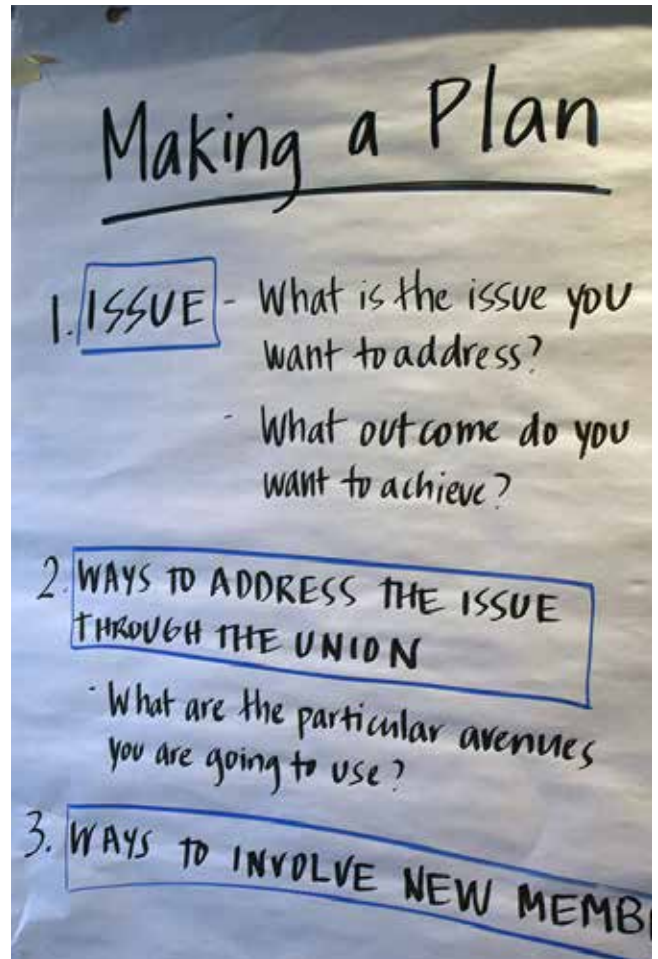 Making a Plan
1. ISSUE - What is the issue you
want to address?
- What outcome do you
want to achieve?
2. WAYS TO ADDRESS THE ISSUE
THROUGH THE UNION
· What are the particular avenues
you are going to use?
3. WAYS TO INVOLVE NEW